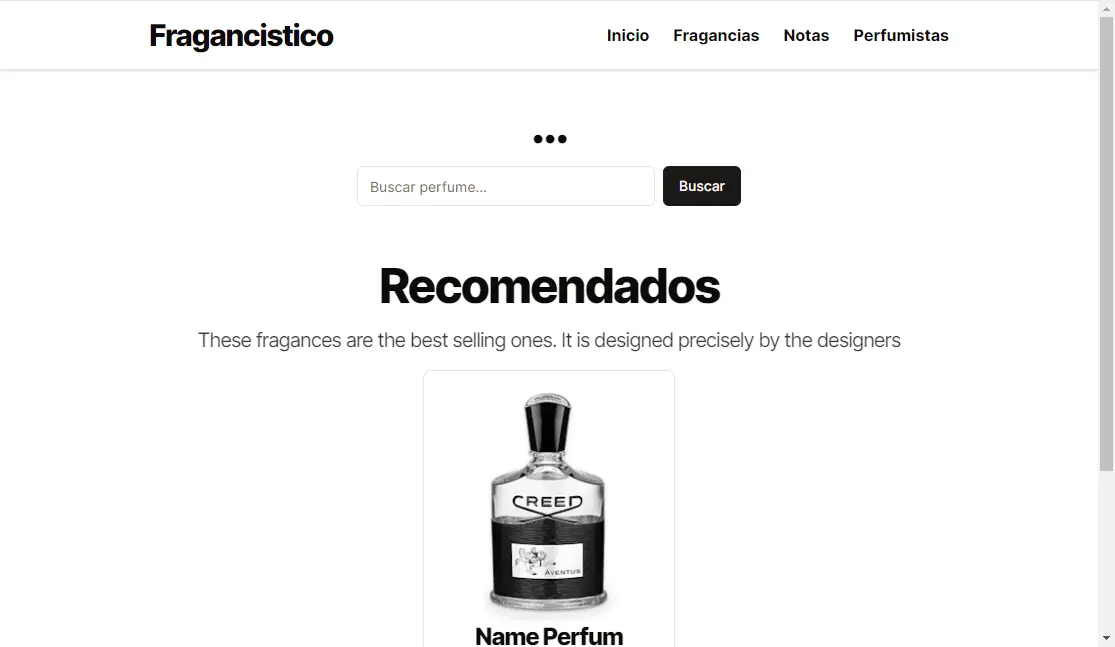 Fragancistico
Inicio Fragancias Notas Perfumistas
•••
Buscar perfume...
Buscar
Recomendados
These fragances are the best selling ones. It is designed precisely by the designers
CREED
AVENTUS
Name Perfum